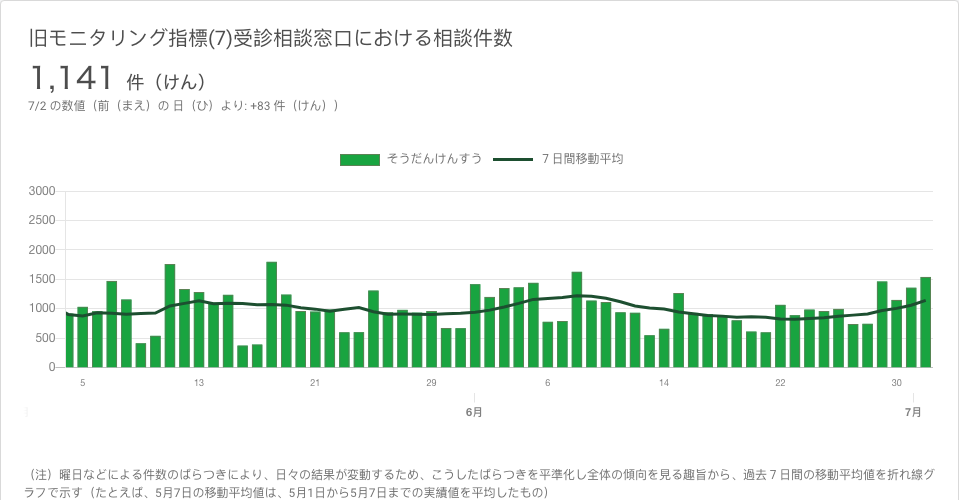 旧モニタリング指標(7)受診相談窓口における相談件数
1,141 件（けん）
7/2 の数値（前（まえ）の 日（ひ）より: +83 件（けん））
そうだんけんすう 7 日間移動平均
3000
2500
2000
1500
1000
500
0
5 13 21 29 6 14 22 30
6月 7月
（注）曜日などによる件数のばらつきにより、日々の結果が変動するため、こうしたばらつきを平準化し全体の傾向を見る趣旨から、過去 7 日間の移動平均値を折れ線グ
ラフで示す（たとえば、5月7日の移動平均値は、5月1日から5月7日までの実績値を平均したもの）